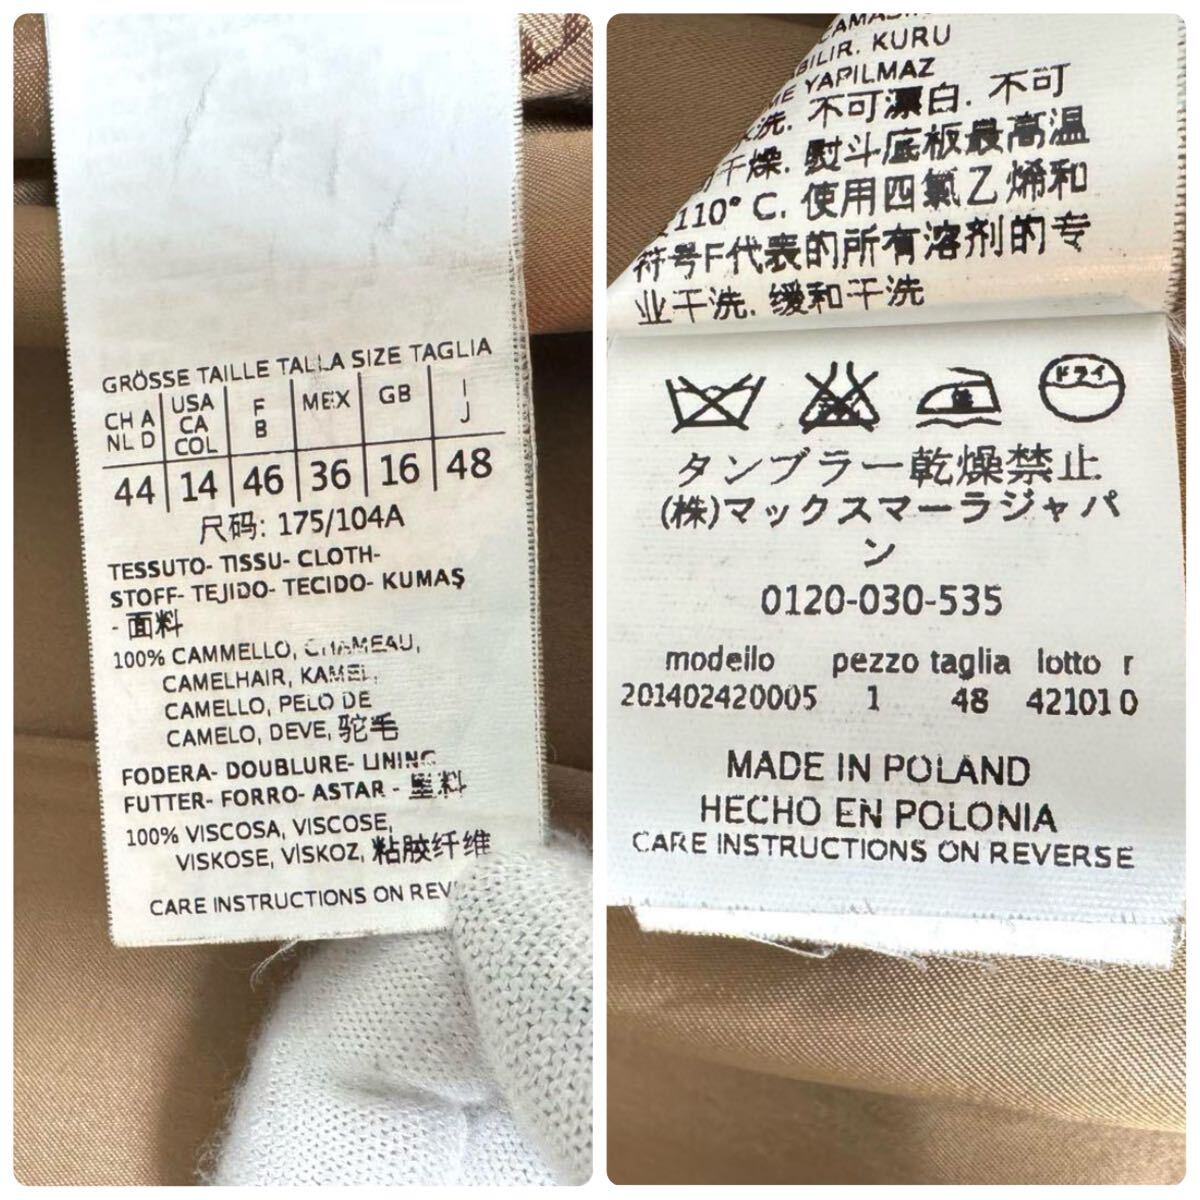 GRÖSSE TAILLE TALLA SIZE TAGLIA
CH A USA F MEX GB I
NL D CA B J
COL
44 14 46 36 16 48
尺码: 175/104A
TESSUTO- TISSU- CLOTH-
STOFF- TEJIDO- TECIDO- KUMAŞ
- 面料
100% CAMMELLO, CHAMEAU,
CAMELHAIR, KAMEL,
CAMELLO, PELO DE
CAMELO, DEVE, 驼毛
FODERA- DOUBLURE- LINING
FUTTER- FORRO- ASTAR - 里料
100% VISCOSA, VISCOSE,
VISKOSE, VİSKOZ, 粘胶纤维
CARE INSTRUCTIONS ON REV
KURU
YAPILMAZ
水洗. 不可漂白. 不可
干燥. 熨斗底板最高温
110° C. 使用四氯乙烯和
符号F代表的所有溶剂的专
业干洗. 缓和干洗
ドライ
タンブラー乾燥禁止
(株)マックスマーラジャパ
ン
0120-030-535
modello pezzo taglia lotto r
201402420005 1 48 42101 0
MADE IN POLAND
HECHO EN POLONIA
CARE INSTRUCTIONS ON REVERSE